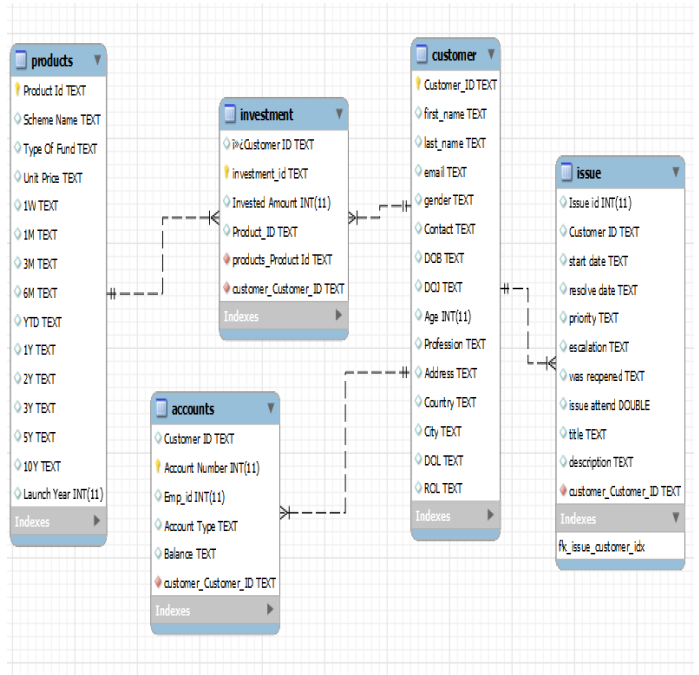 products
Product Id TEXT
Scheme Name TEXT
Type Of Fund TEXT
Unit Price TEXT
1W TEXT
1M TEXT
3M TEXT
6M TEXT
YTD TEXT
1Y TEXT
2Y TEXT
3Y TEXT
5Y TEXT
10Y TEXT
Launch Year INT(11)
Indexes
investment
ï»¿Customer ID TEXT
investment_id TEXT
Invested Amount INT(11)
Product_ID TEXT
products_Product Id TEXT
customer_Customer_ID TEXT
Indexes
accounts
Customer ID TEXT
Account Number INT(11)
Emp_id INT(11)
Account Type TEXT
Balance TEXT
customer_Customer_ID TEXT
Indexes
customer
Customer_ID TEXT
first_name TEXT
last_name TEXT
email TEXT
gender TEXT
Contact TEXT
DOB TEXT
DOJ TEXT
Age INT(11)
Profession TEXT
Address TEXT
Country TEXT
City TEXT
DOL TEXT
ROL TEXT
Indexes
issue
Issue id INT(11)
Customer ID TEXT
start date TEXT
resolve date TEXT
priority TEXT
escalation TEXT
was reopened TEXT
issue attend DOUBLE
title TEXT
description TEXT
customer_Customer_ID TEXT
Indexes
fk_issue_customer_idx